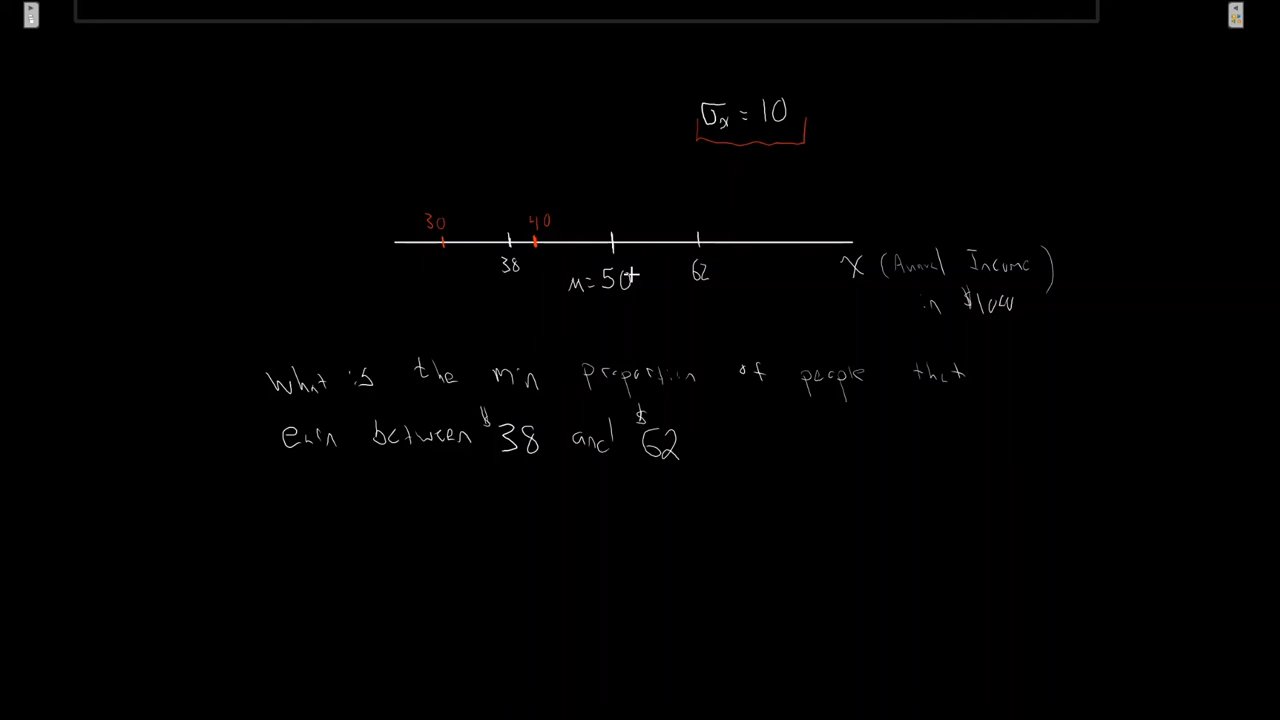 σx = 10
30 40
38 μ = 50 62 x (Annual Income
in $1000)
What is the min proportion of people that
earn between $38 and $62